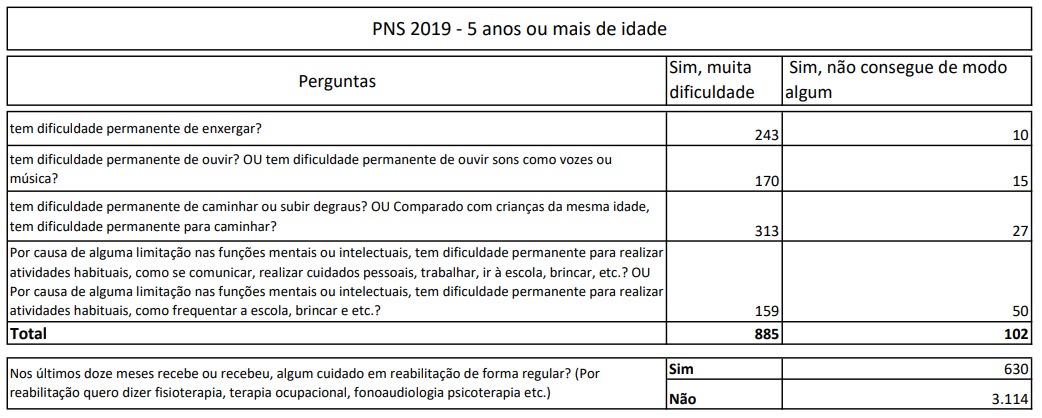 PNS 2019 - 5 anos ou mais de idade
Perguntas
Sim, muita
dificuldade
Sim, não consegue de modo
algum
tem dificuldade permanente de enxergar?
243
10
tem dificuldade permanente de ouvir? OU tem dificuldade permanente de ouvir sons como vozes ou
música?
170
15
tem dificuldade permanente de caminhar ou subir degraus? OU Comparado com crianças da mesma idade,
tem dificuldade permanente para caminhar?
313
27
Por causa de alguma limitação nas funções mentais ou intelectuais, tem dificuldade permanente para realizar
atividades habituais, como se comunicar, realizar cuidados pessoais, trabalhar, ir à escola, brincar, etc.? OU
Por causa de alguma limitação nas funções mentais ou intelectuais, tem dificuldade permanente para realizar
atividades habituais, como frequentar a escola, brincar e etc.?
159
50
Total
885
102
Nos últimos doze meses recebe ou recebeu, algum cuidado em reabilitação de forma regular? (Por
reabilitação quero dizer fisioterapia, terapia ocupacional, fonoaudiologia psicoterapia etc.)
Sim
630
Não
3.114